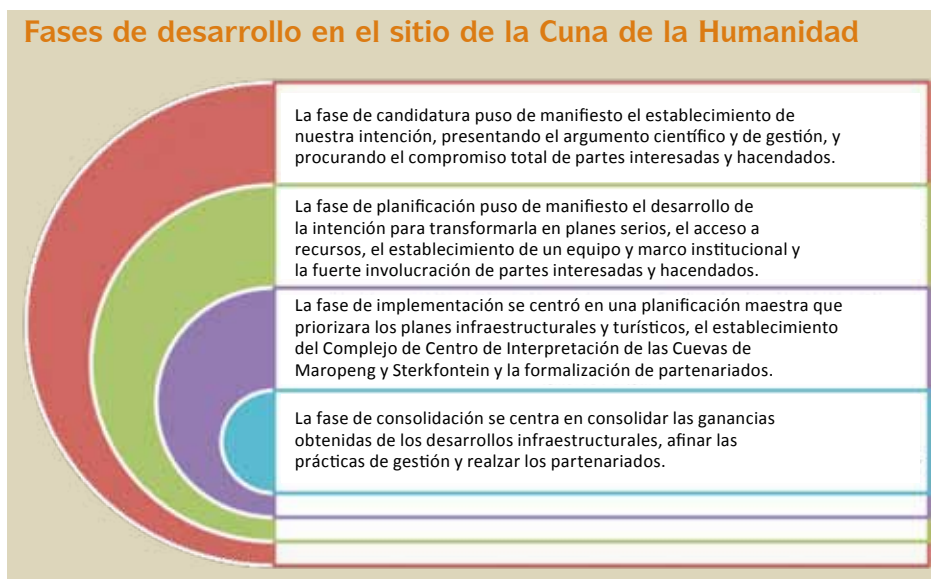 Fases de desarrollo en el sitio de la Cuna de la Humanidad
La fase de candidatura puso de manifiesto el establecimiento de
nuestra intención, presentando el argumento científico y de gestión, y
procurando el compromiso total de partes interesadas y hacendados.
La fase de planificación puso de manifiesto el desarrollo de
la intención para transformarla en planes serios, el acceso a
recursos, el establecimiento de un equipo y marco institucional y
la fuerte involucración de partes interesadas y hacendados.
La fase de implementación se centró en una planificación maestra que
priorizara los planes infraestructurales y turísticos, el establecimiento
del Complejo de Centro de Interpretación de las Cuevas de
Maropeng y Sterkfontein y la formalización de partenariados.
La fase de consolidación se centra en consolidar las ganancias
obtenidas de los desarrollos infraestructurales, afinar las
prácticas de gestión y realzar los partenariados.